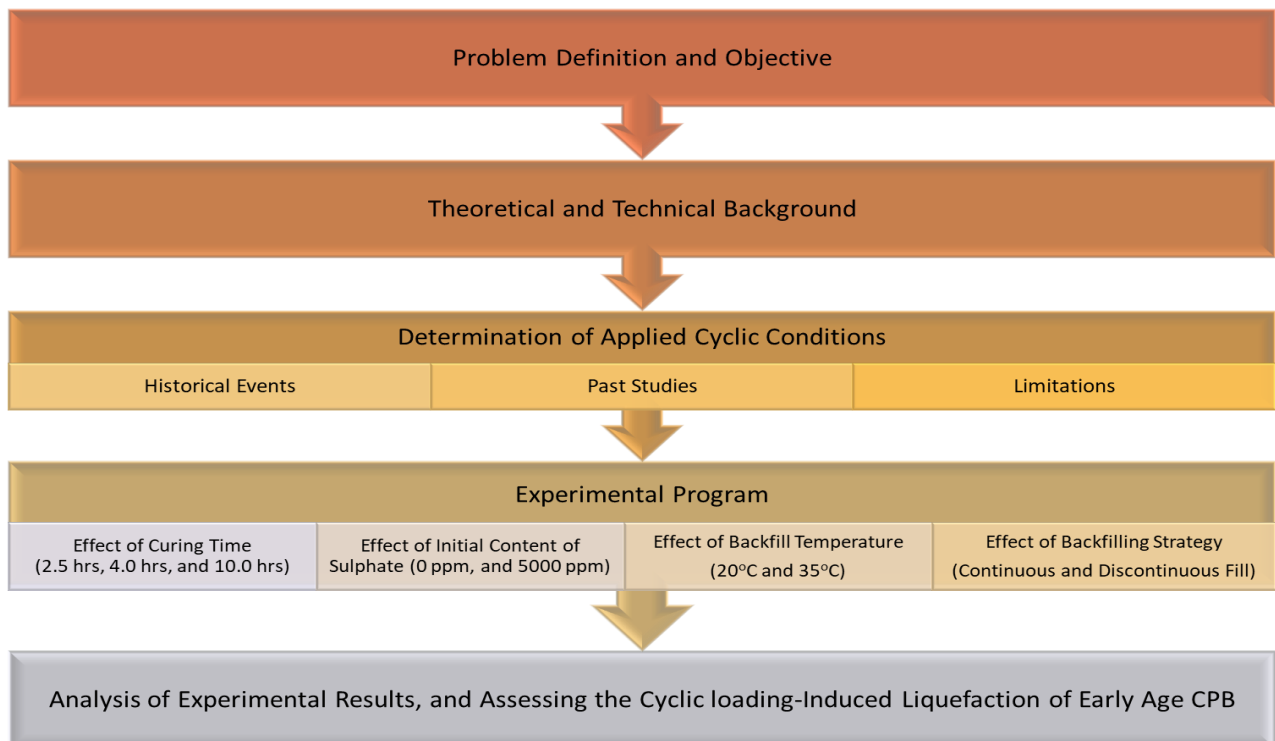 Problem Definition and Objective
Theoretical and Technical Background
Determination of Applied Cyclic Conditions
Historical Events
Past Studies
Limitations
Experimental Program
Effect of Curing Time
(2.5 hrs, 4.0 hrs, and 10.0 hrs)
Effect of Initial Content of
Sulphate (0 ppm, and 5000 ppm)
Effect of Backfill Temperature
(20°C and 35°C)
Effect of Backfilling Strategy
(Continuous and Discontinuous Fill)
Analysis of Experimental Results, and Assessing the Cyclic loading-Induced Liquefaction of Early Age CPB